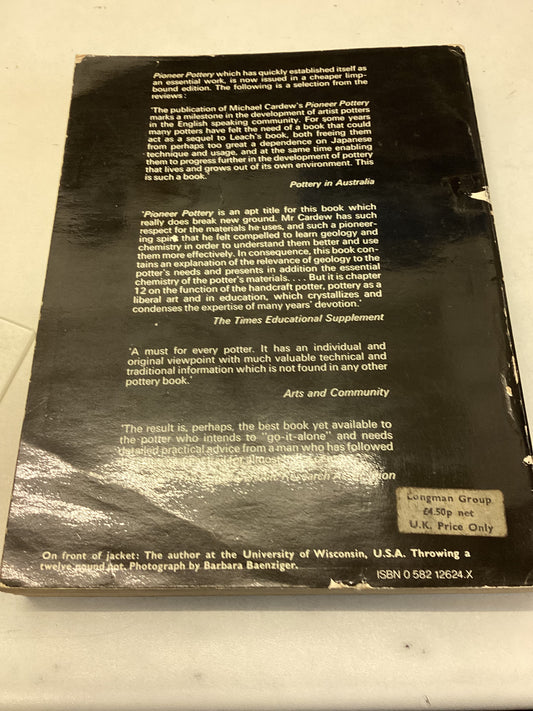 Pioneer Pottery which has quickly established itself as
an essential work, is now issued in a cheaper limp-
bound edition. The following is a selection from the
reviews:
'The publication of Michael Cardew's Pioneer Pottery
marks a milestone in the development of artist potters
in the English speaking community. For some years
many potters have felt the need of a book that could
act as a sequel to Leach's book, both freeing them
from perhaps too great a dependence on Japanese
technique and usage, and at the same time enabling
them to progress further in the development of pottery
that lives and grows out of its own environment. This
is such a book.'
Pottery in Australia
'Pioneer Pottery is an apt title for this book which
really does break new ground. Mr Cardew has such
respect for the materials he uses, and such a pioneer-
ing spirit that he felt compelled to learn geology and
chemistry in order to understand them better and use
them more effectively. In consequence, this book con-
tains an explanation of the relevance of geology to the
potter's needs and presents in addition the essential
chemistry of the potter's materials. . . . But it is chapter
12 on the function of the handcraft potter, pottery as a
liberal art and in education, which crystallizes and
condenses the expertise of many years' devotion.'
The Times Educational Supplement
'A must for every potter. It has an individual and
original viewpoint with much valuable technical and
traditional information which is not found in any other
pottery book.'
Arts and Community
'The result is, perhaps, the best book yet available to
the potter who intends to "go-it-alone" and needs
detailed practical advice from a man who has followed
for almost
Research Association
Longman Group
£4.50p net
U.K. Price Only
On front of jacket: The author at the University of Wisconsin, U.S.A. Throwing a
twelve pound pot. Photograph by Barbara Baenziger.
ISBN 0 582 12624.X